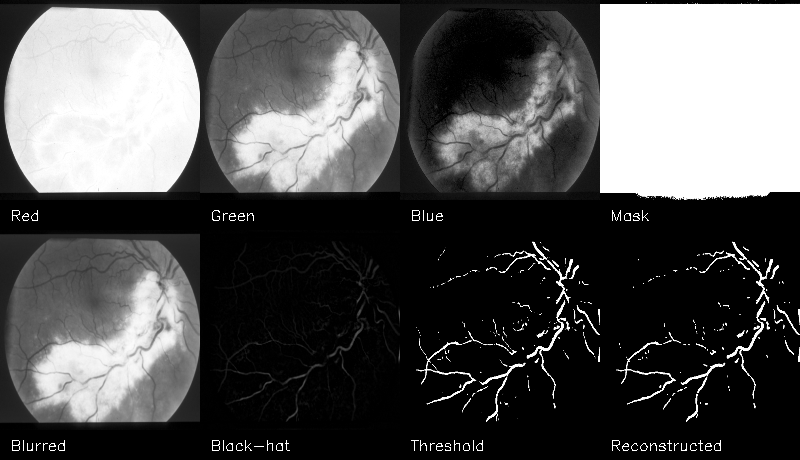 Red
Green
Blue
Mask
Blurred
Black-hat
Threshold
Reconstructed